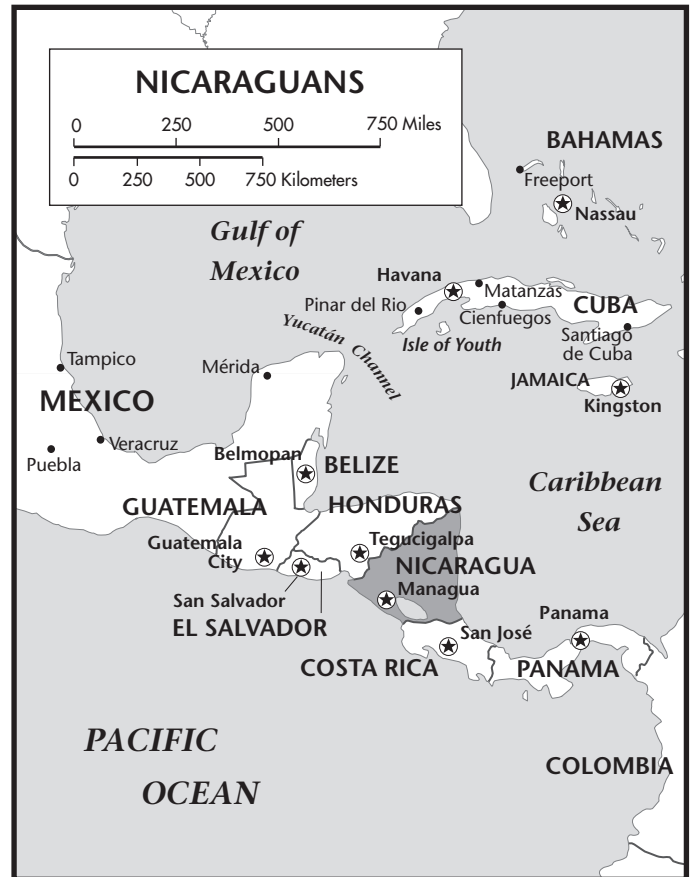 NICARAGUANS
0 250 500 750 Miles
0 250 500 750 Kilometers
BAHAMAS
Freeport
Nassau
Gulf of
Mexico
Havana
Matanzas
Pinar del Rio
CUBA
Cienfuegos
Yucatán Channel
Isle of Youth
Santiago
de Cuba
Tampico
Mérida
JAMAICA
MEXICO
Kingston
Veracruz
Belmopan
Puebla
BELIZE
Caribbean
Sea
GUATEMALA
HONDURAS
Guatemala
City
Tegucigalpa
NICARAGUA
Managua
San Salvador
EL SALVADOR
Panama
San José
COSTA RICA
PANAMA
PACIFIC
OCEAN
COLOMBIA